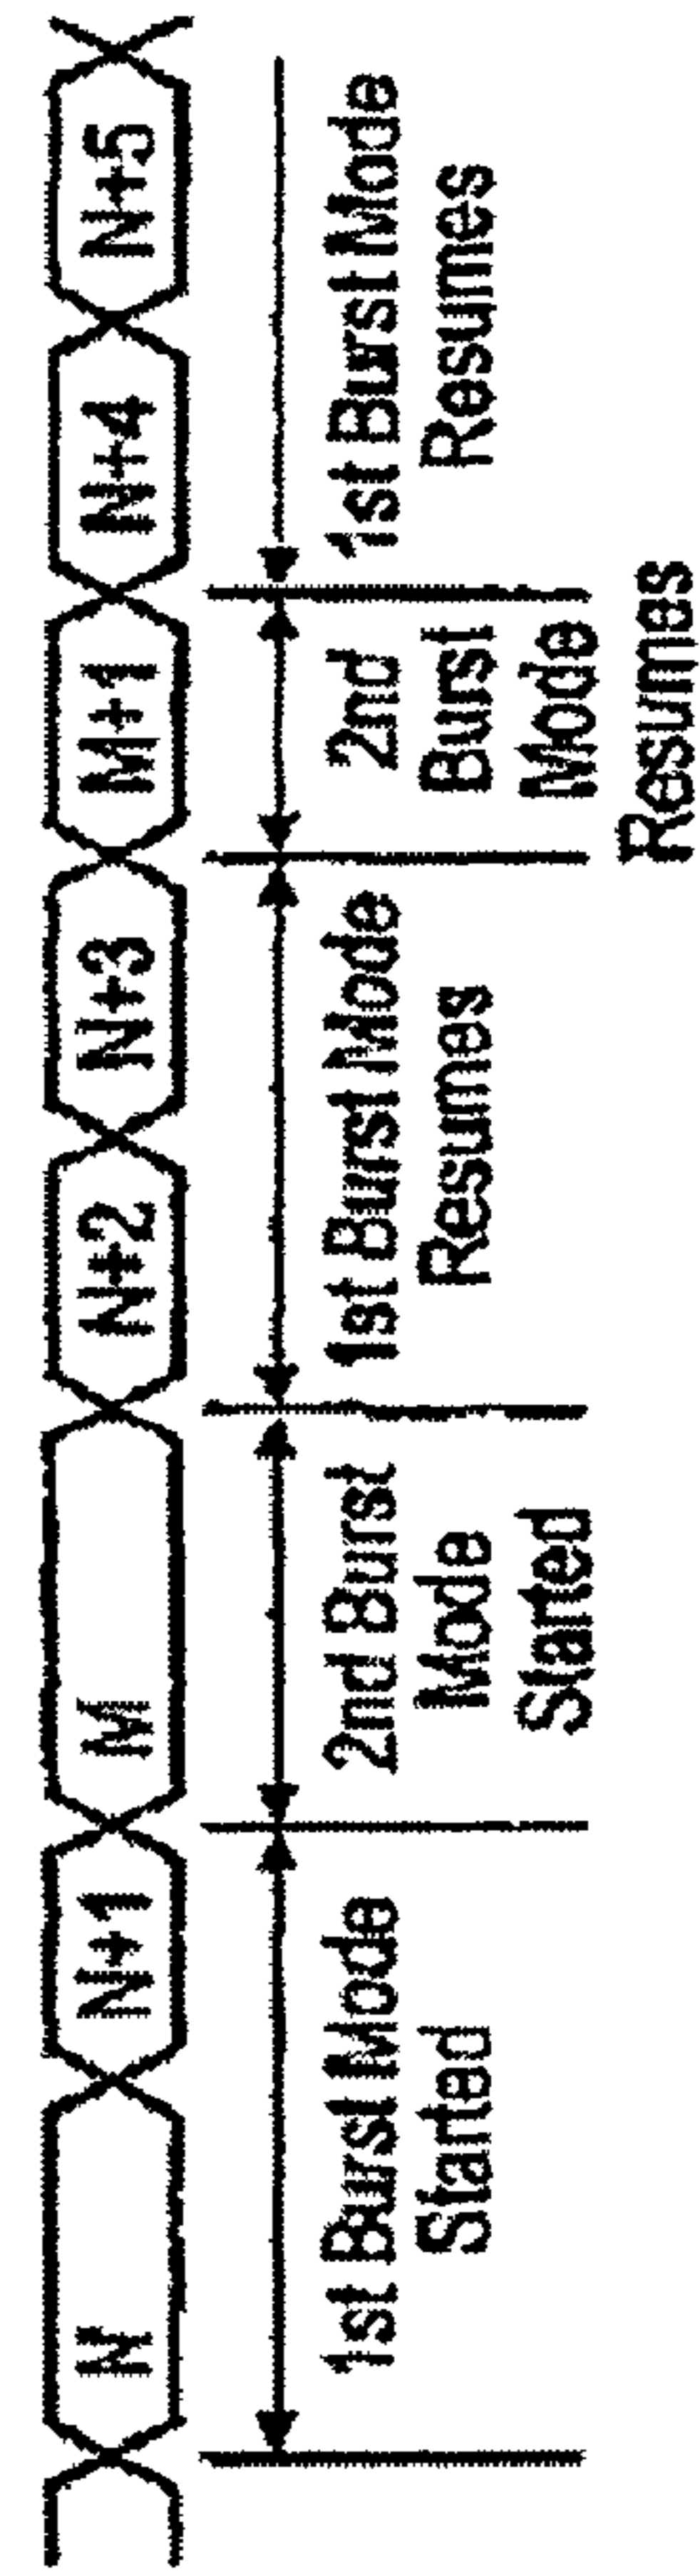 N
N+1
M
N+2
N+3
M+1
N+4
N+5
1st Burst Mode
Started
2nd Burst
Mode
Started
1st Burst Mode
Resumes
2nd
Burst
Mode
Resumes
1st Burst Mode
Resumes